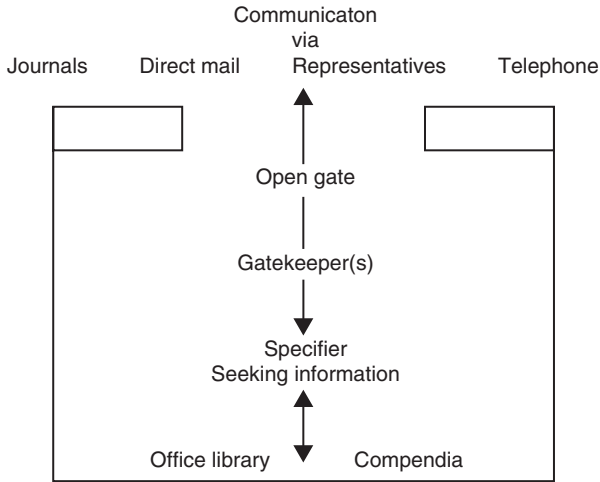 Communicaton
via
Journals Direct mail Representatives Telephone
Open gate
Gatekeeper(s)
Specifier
Seeking information
Office library Compendia